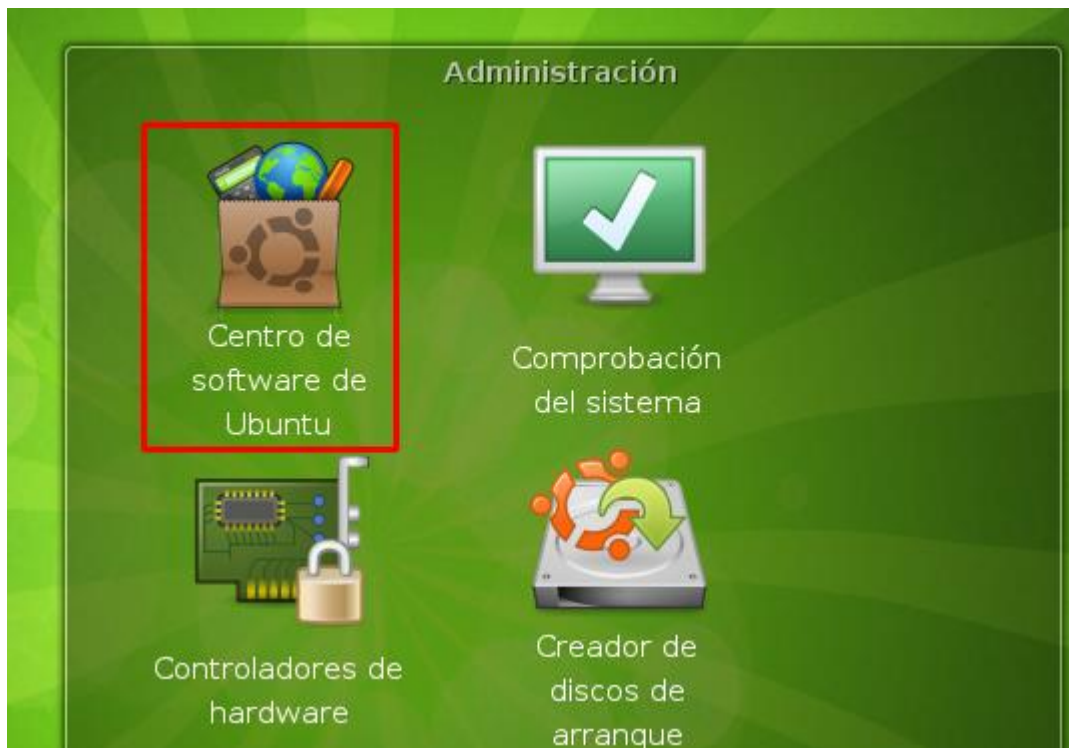 Administración
Centro de
software de
Ubuntu
Comprobación
del sistema
Controladores de
hardware
Creador de
discos de
arranque